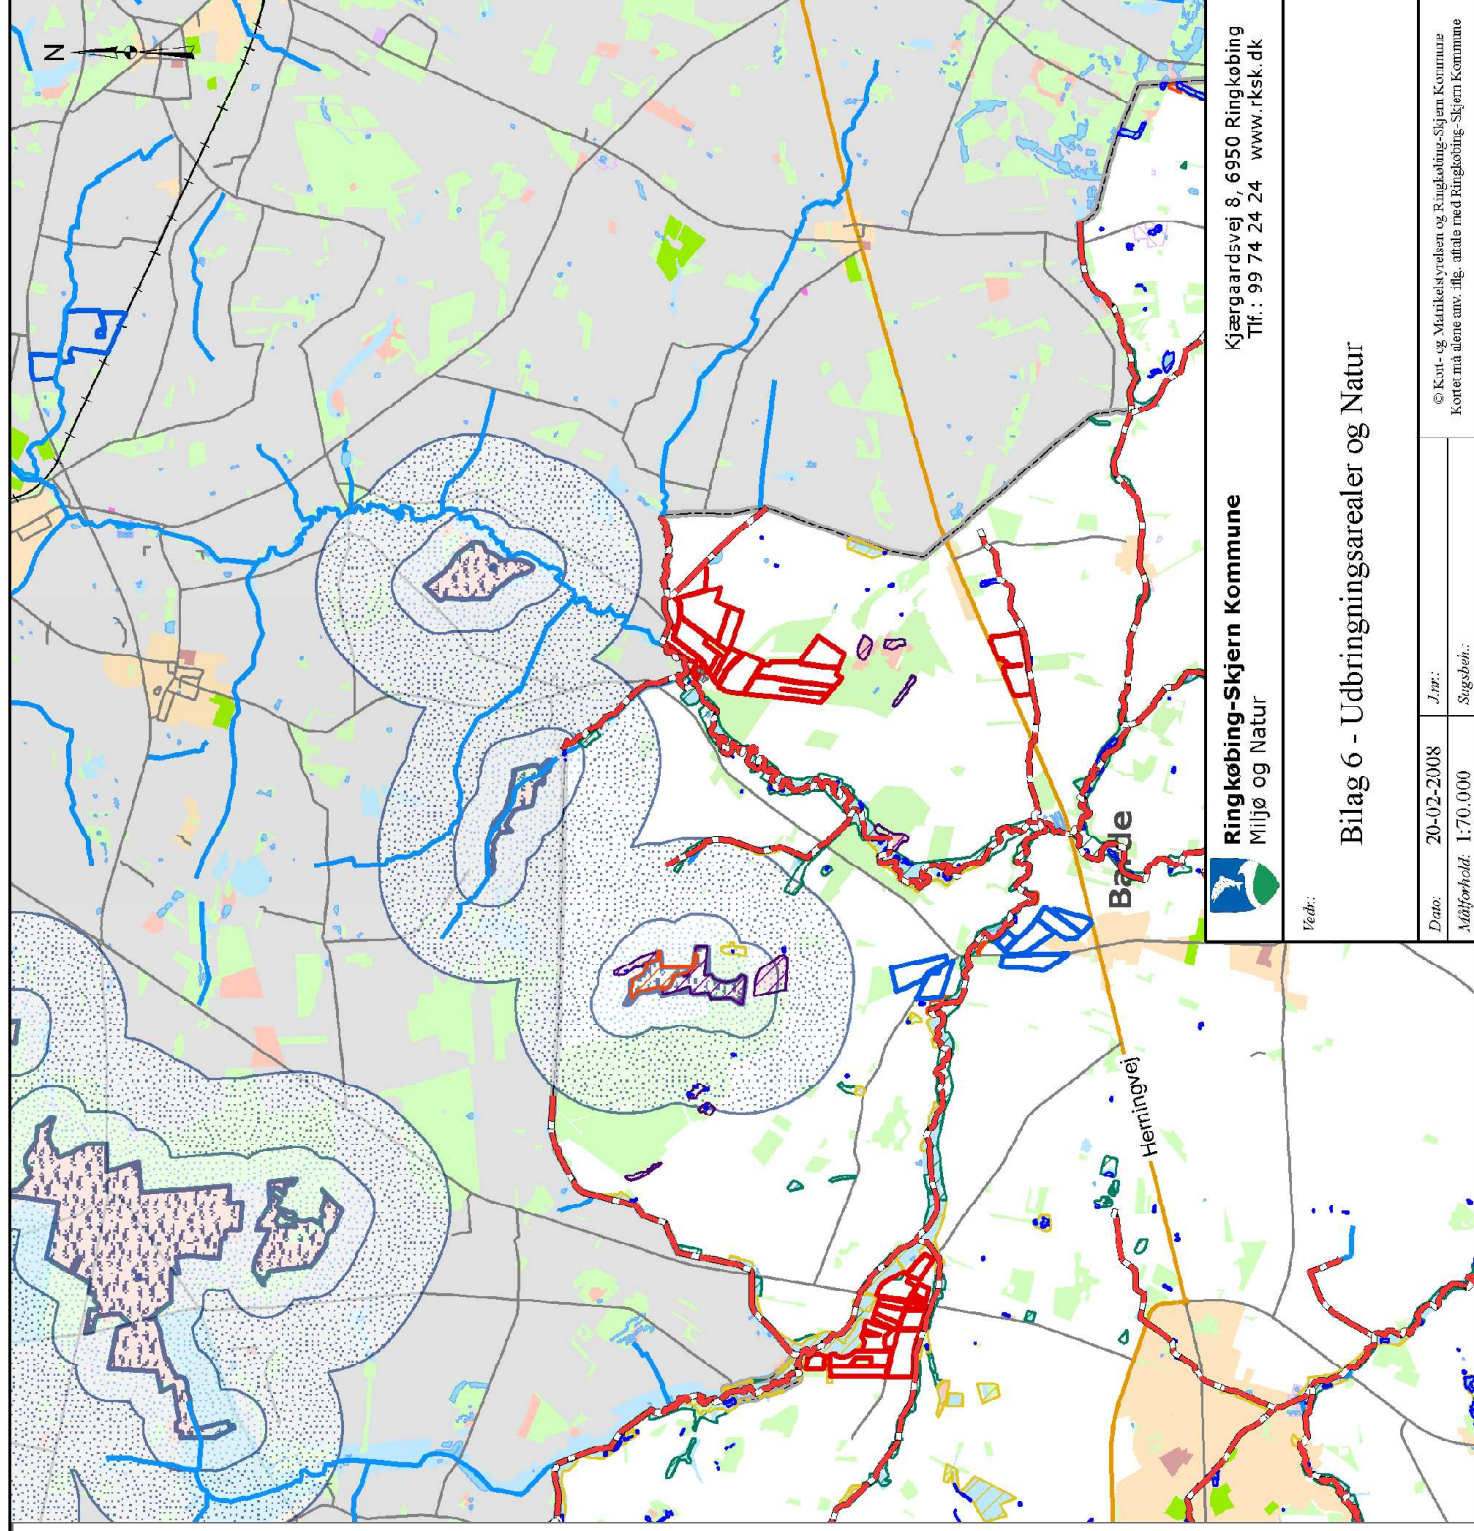 N
Barde
Herningvej
Ringkøbing-Skjern Kommune
Miljø og Natur
Kjærgaardsvej 8, 6950 Ringkøbing
Tlf.: 99 74 24 24 www.rksk.dk
Vedr.:
Bilag 6 - Udbringningsarealer og Natur
Dato: 20-02-2008
Målforhold: 1:70.000
J.nr.:
Sagsbeh.:
© Kort- og Matrikelstyrelsen og Ringkøbing-Skjern Kommune
Kortet må alene anv. iflg. aftale med Ringkøbing-Skjern Kommune